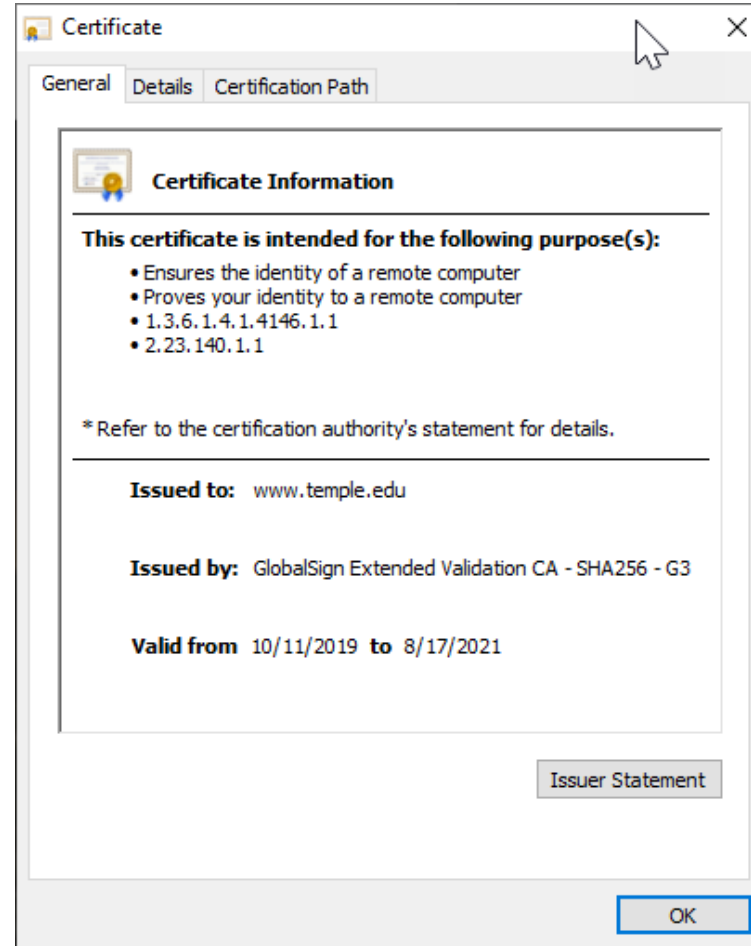 Certificate
General Details Certification Path
Certificate Information
This certificate is intended for the following purpose(s):
• Ensures the identity of a remote computer
• Proves your identity to a remote computer
• 1.3.6.1.4.1.4146.1.1
• 2.23.140.1.1
* Refer to the certification authority's statement for details.
Issued to: www.temple.edu
Issued by: GlobalSign Extended Validation CA - SHA256 - G3
Valid from 10/11/2019 to 8/17/2021
Issuer Statement
OK